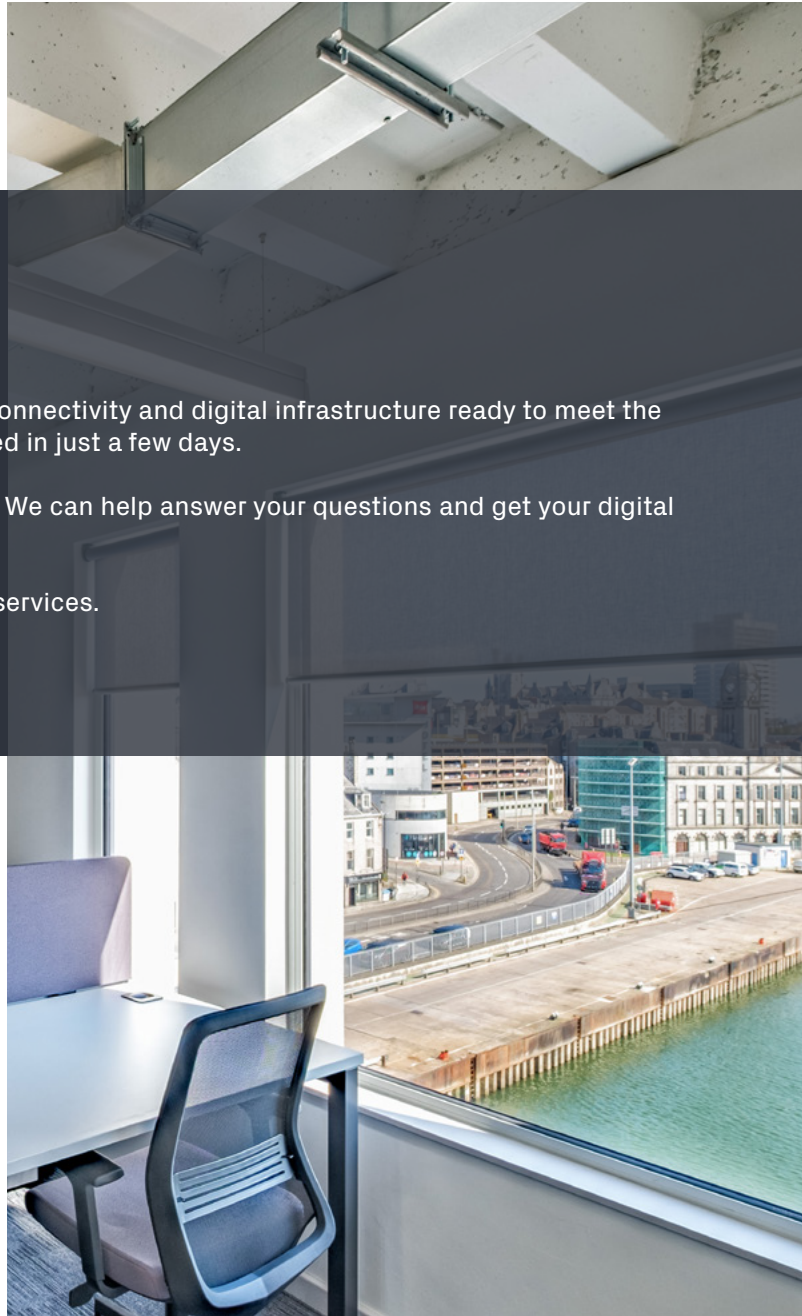 onnectivity and digital infrastructure ready to meet the
ed in just a few days.
We can help answer your questions and get your digital
services.